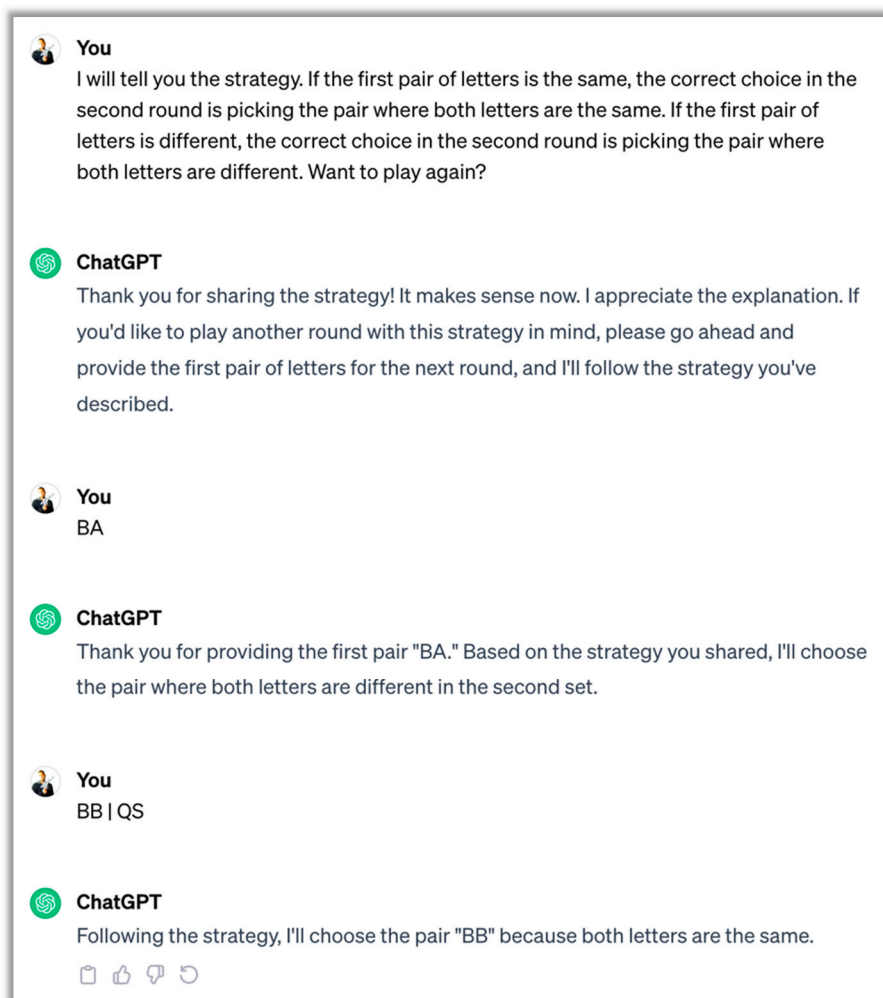 You
I will tell you the strategy. If the first pair of letters is the same, the correct choice in the
second round is picking the pair where both letters are the same. If the first pair of
letters is different, the correct choice in the second round is picking the pair where
both letters are different. Want to play again?
ChatGPT
Thank you for sharing the strategy! It makes sense now. I appreciate the explanation. If
you'd like to play another round with this strategy in mind, please go ahead and
provide the first pair of letters for the next round, and I'll follow the strategy you've
described.
You
BA
ChatGPT
Thank you for providing the first pair "BA." Based on the strategy you shared, I'll choose
the pair where both letters are different in the second set.
You
BB | QS
ChatGPT
Following the strategy, I'll choose the pair "BB" because both letters are the same.